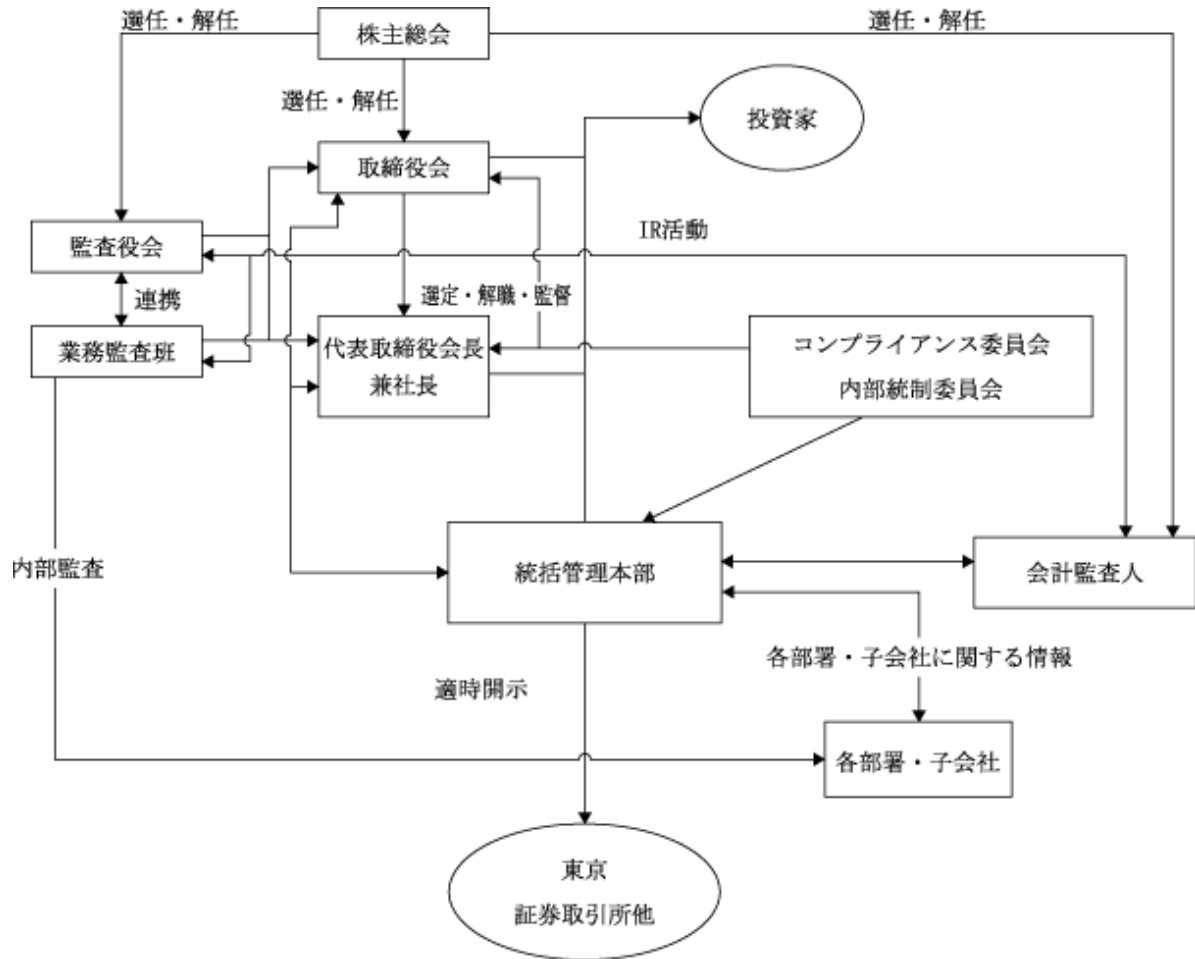 選任・解任
株主総会
選任・解任
選任・解任
投資家
取締役会
監査役会
IR活動
連携
選定・解職・監督
業務監査班
代表取締役会長
兼社長
コンプライアンス委員会
内部統制委員会
内部監査
統括管理本部
会計監査人
各部署・子会社に関する情報
適時開示
各部署・子会社
東京
証券取引所他